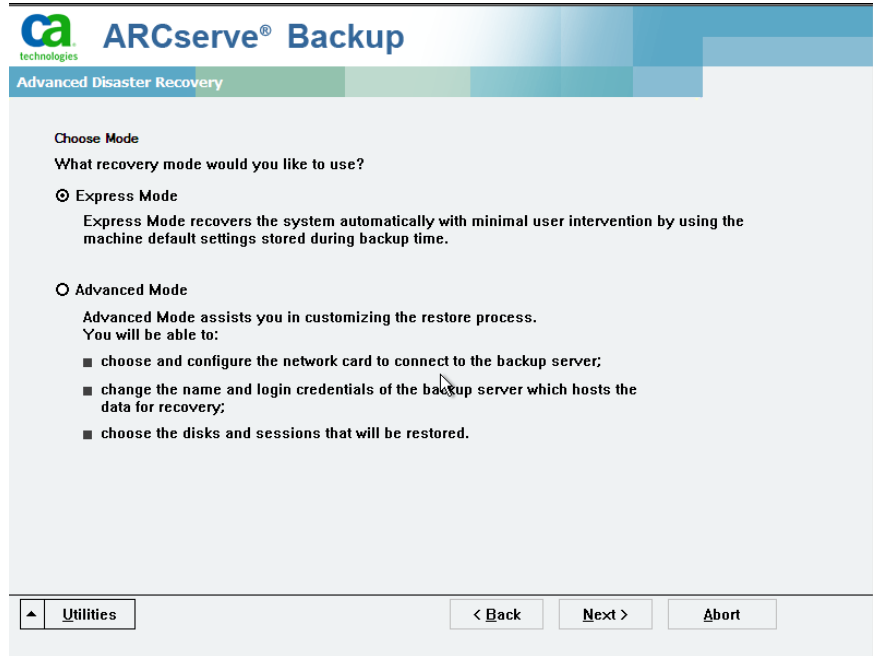 ca
technologies
ARCserve® Backup
Advanced Disaster Recovery
Choose Mode
What recovery mode would you like to use?
Express Mode
Express Mode recovers the system automatically with minimal user intervention by using the
machine default settings stored during backup time.
Advanced Mode
Advanced Mode assists you in customizing the restore process.
You will be able to:
choose and configure the network card to connect to the backup server;
change the name and login credentials of the backup server which hosts the
data for recovery;
choose the disks and sessions that will be restored.
Utilities
< Back
Next >
Abort